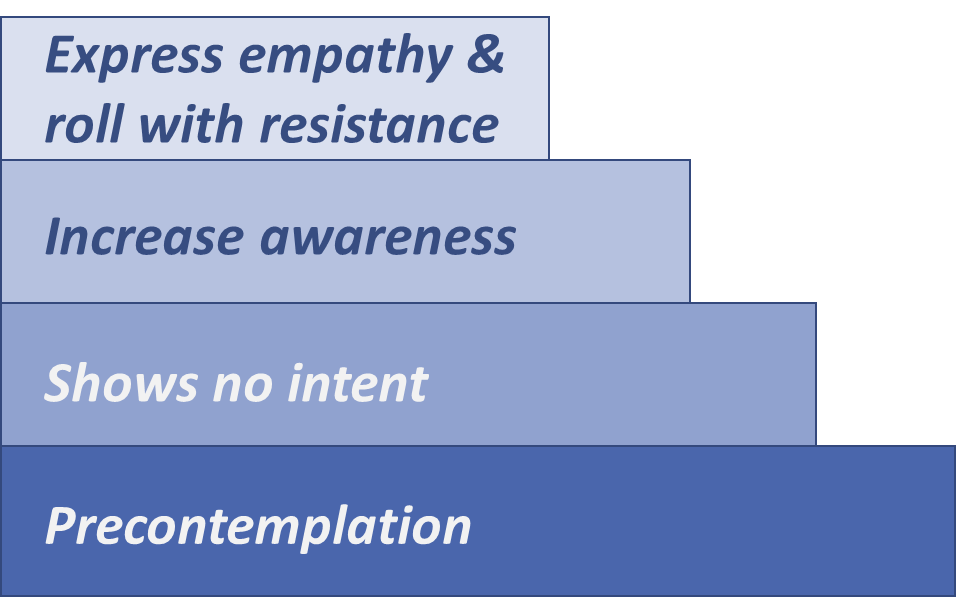 Express empathy &
roll with resistance
Increase awareness
Shows no intent
Precontemplation